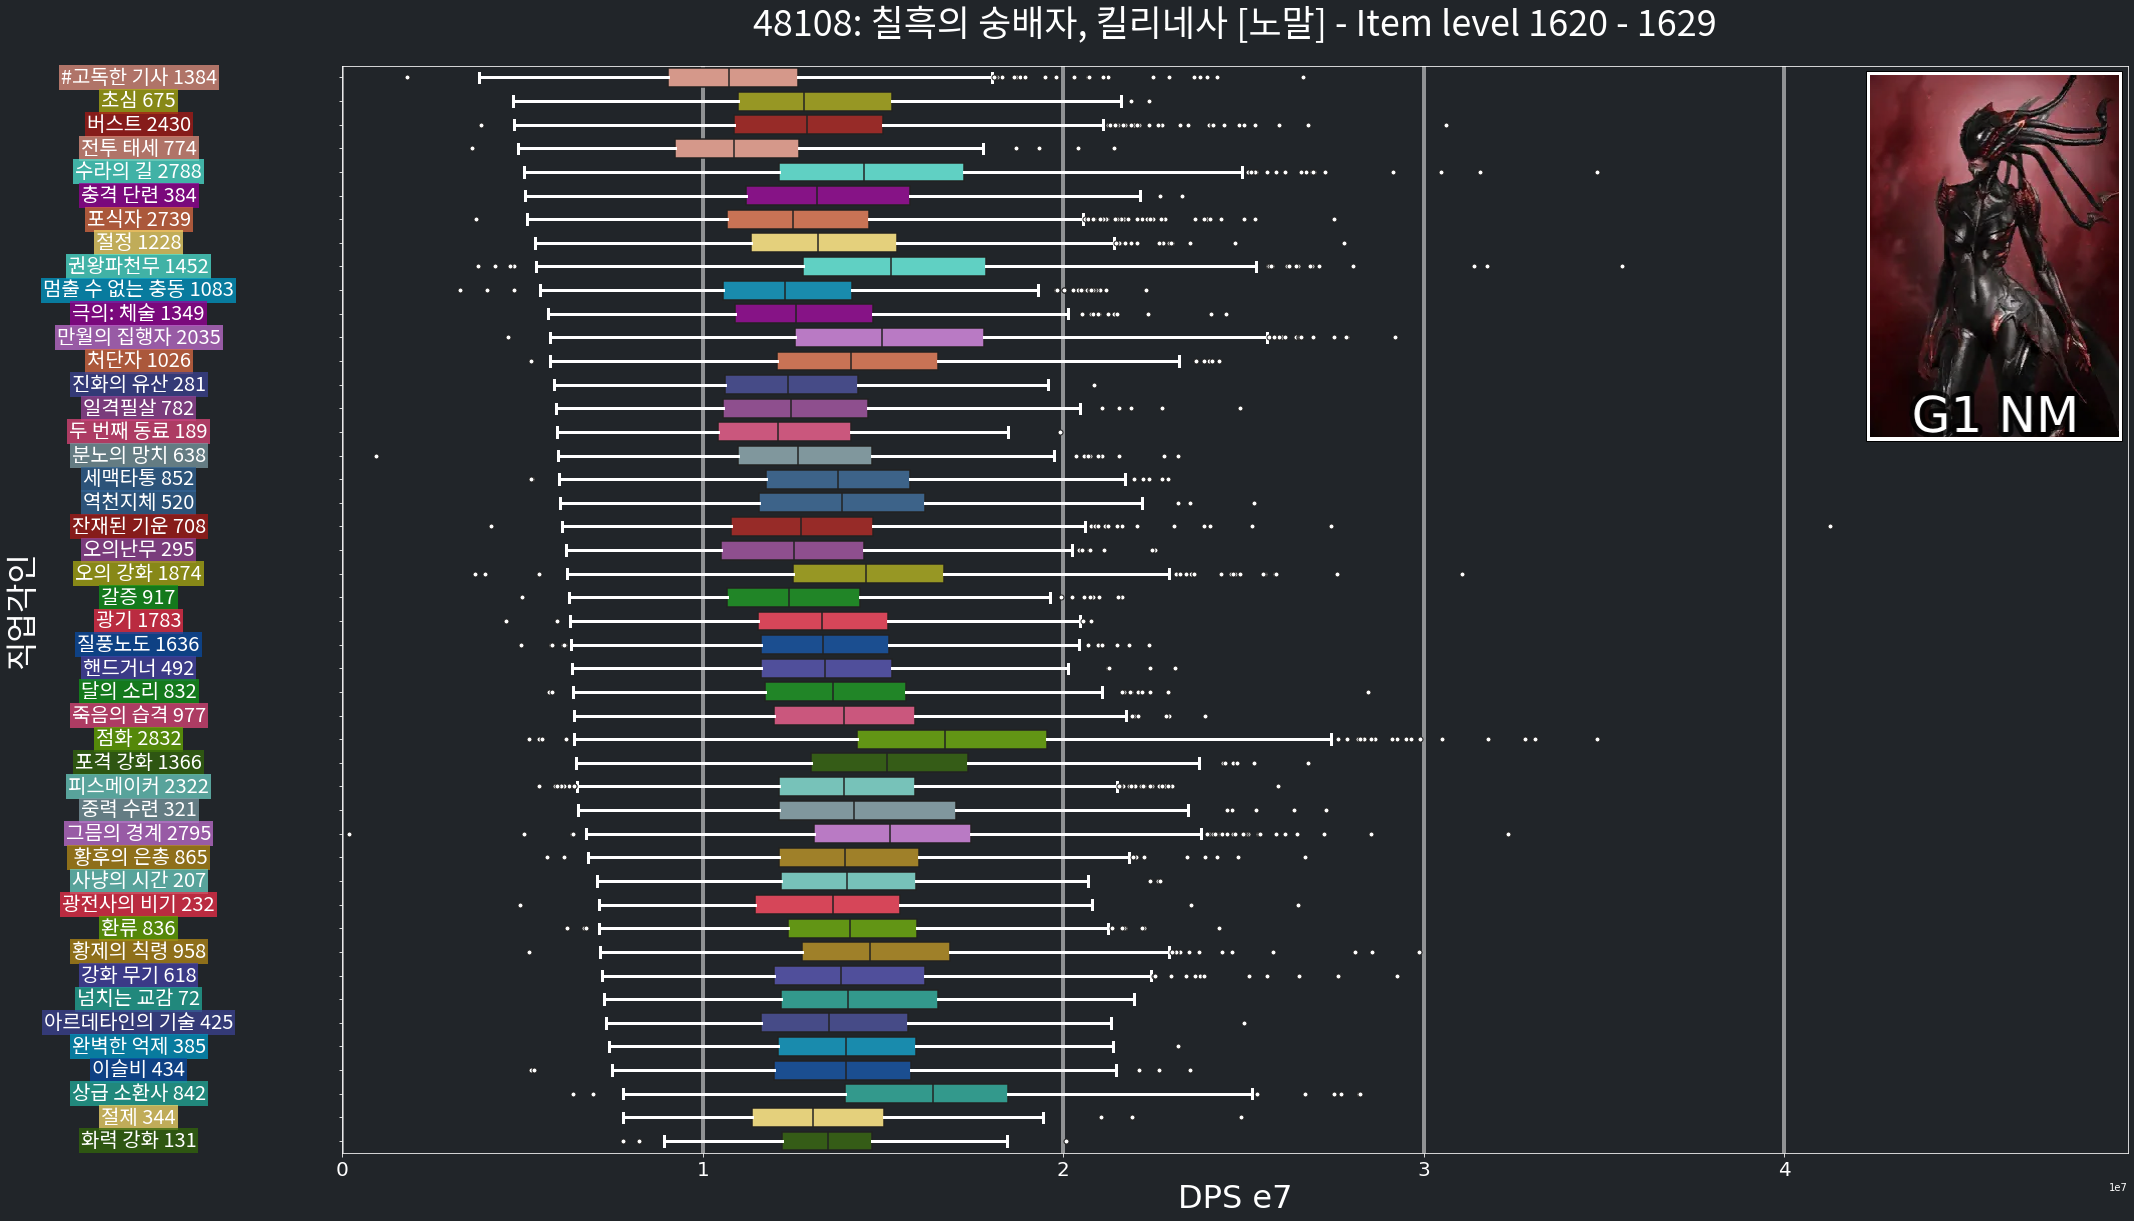 48108: 칠흑의 숭배자, 킬리네사 [노말] - Item level 1620 - 1629
#고독한 기사 1384
초심 675
버스트 2430
전투 태세 774
수라의 길 2788
충격 단련 384
포식자 2739
절정 1228
권왕파천무 1452
멈출 수 없는 충동 1083
극의: 체술 1349
만월의 집행자 2035
처단자 1026
진화의 유산 281
일격필살 782
두 번째 동료 189
분노의 망치 638
세맥타통 852
역천지체 520
잔재된 기운 708
오의난무 295
오의 강화 1874
갈증 917
광기 1783
질풍노도 1636
핸드거너 492
달의 소리 832
죽음의 습격 977
점화 2832
포격 강화 1366
피스메이커 2322
중력 수련 321
그믐의 경계 2795
황후의 은총 865
사냥의 시간 207
광전사의 비기 232
환류 836
황제의 칙령 958
강화 무기 618
넘치는 교감 72
아르데타인의 기술 425
완벽한 억제 385
이슬비 434
상급 소환사 842
절제 344
화력 강화 131
직업각인
G1 NM
0 1 2 3 4
DPS e7
1e7